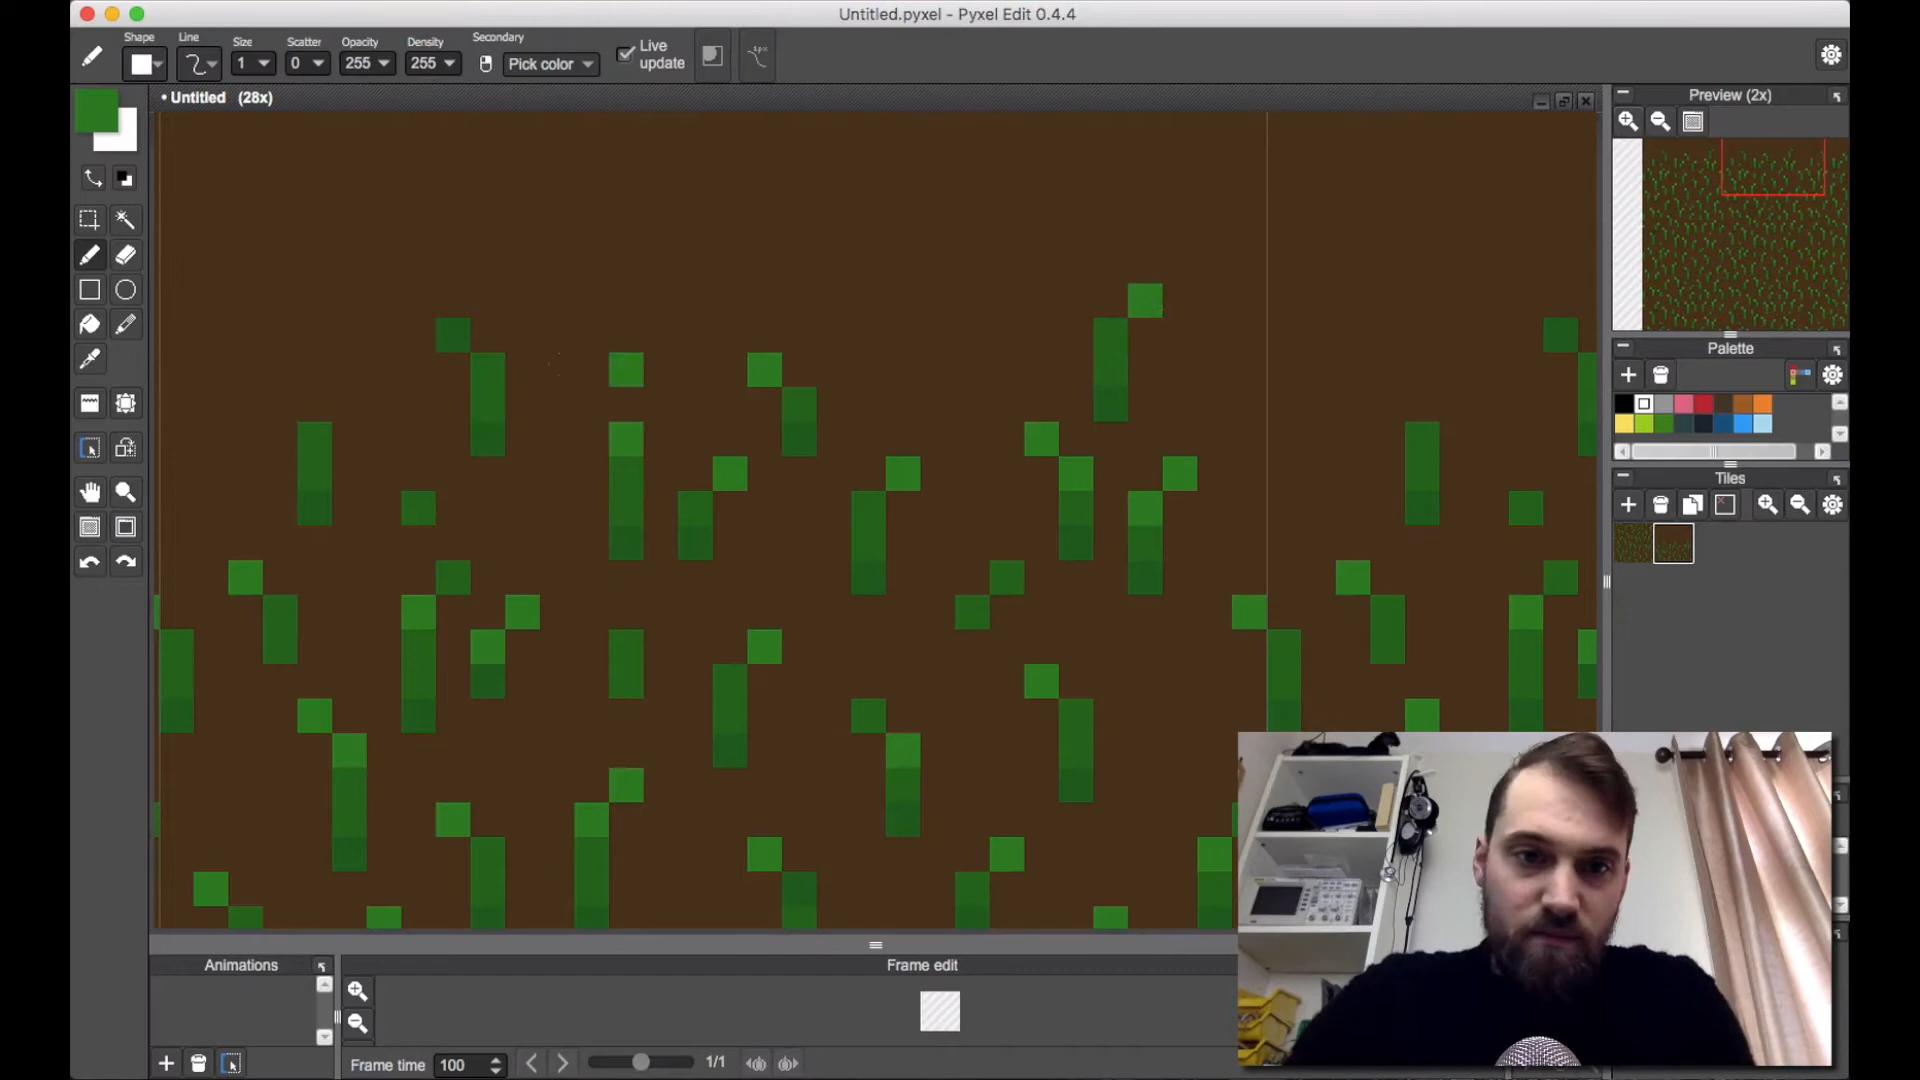 Untitled.pyxel - Pyxel Edit 0.4.4
Shape
Line
Size
Scatter
Opacity
Density
Secondary
1
0
255
255
Pick color
Live
update
• Untitled (28x)
Preview (2x)
Palette
Tiles
Animations
Frame edit
Frame time
100
1/1